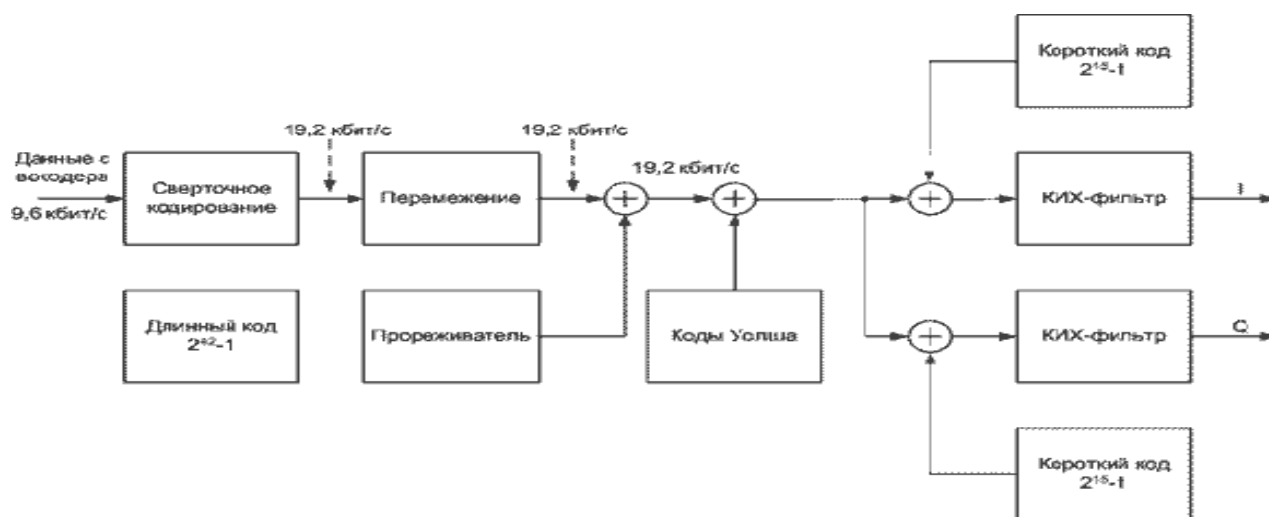 Короткий код
2¹⁵-1
19,2 кбит/с
19,2 кбит/с
Данные с
вокодера
9,6 кбит/с
Сверточное
кодирование
Перемежение
19,2 кбит/с
КИХ-фильтр
I
Длинный код
2⁴²-1
Прореживатель
Коды Уолша
КИХ-фильтр
Q
Короткий код
2¹⁵-1